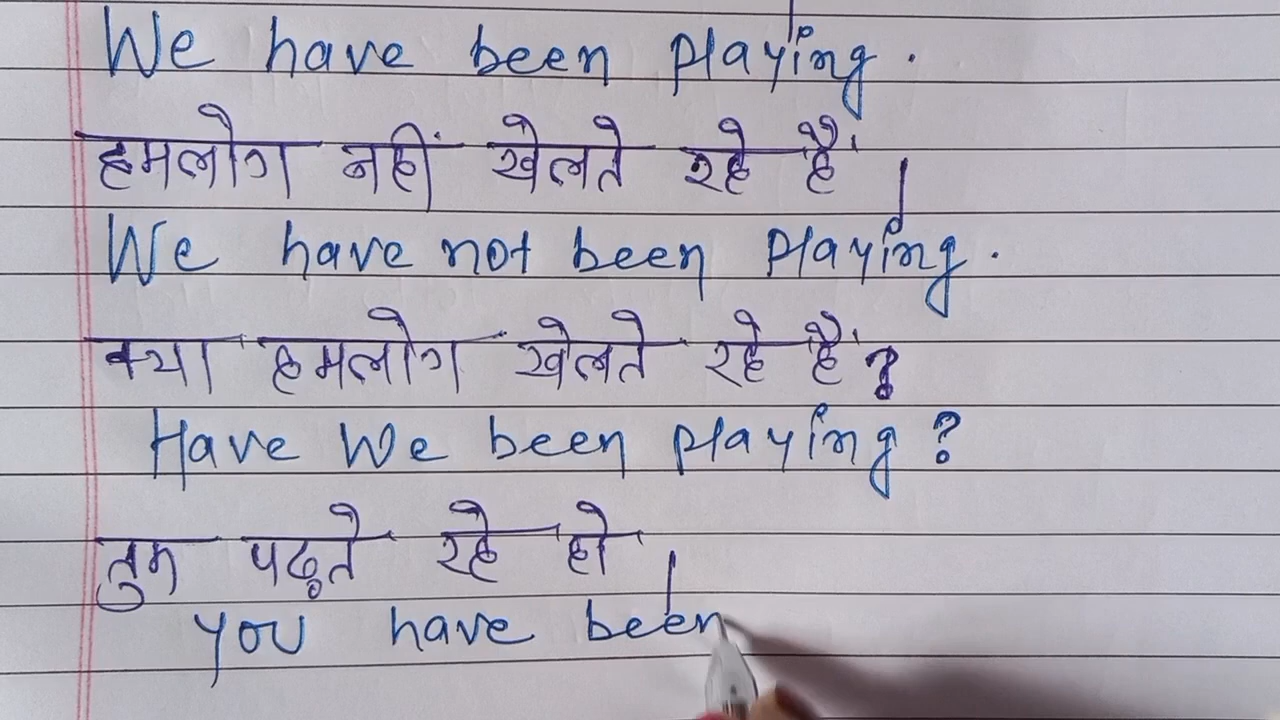 We have been playing.
हमलोग नहीं खेलते रहे हैं।
We have not been playing.
क्या हमलोग खेलते रहे हैं?
Have We been playing?
तुम पढ़ते रहे हो।
you have been